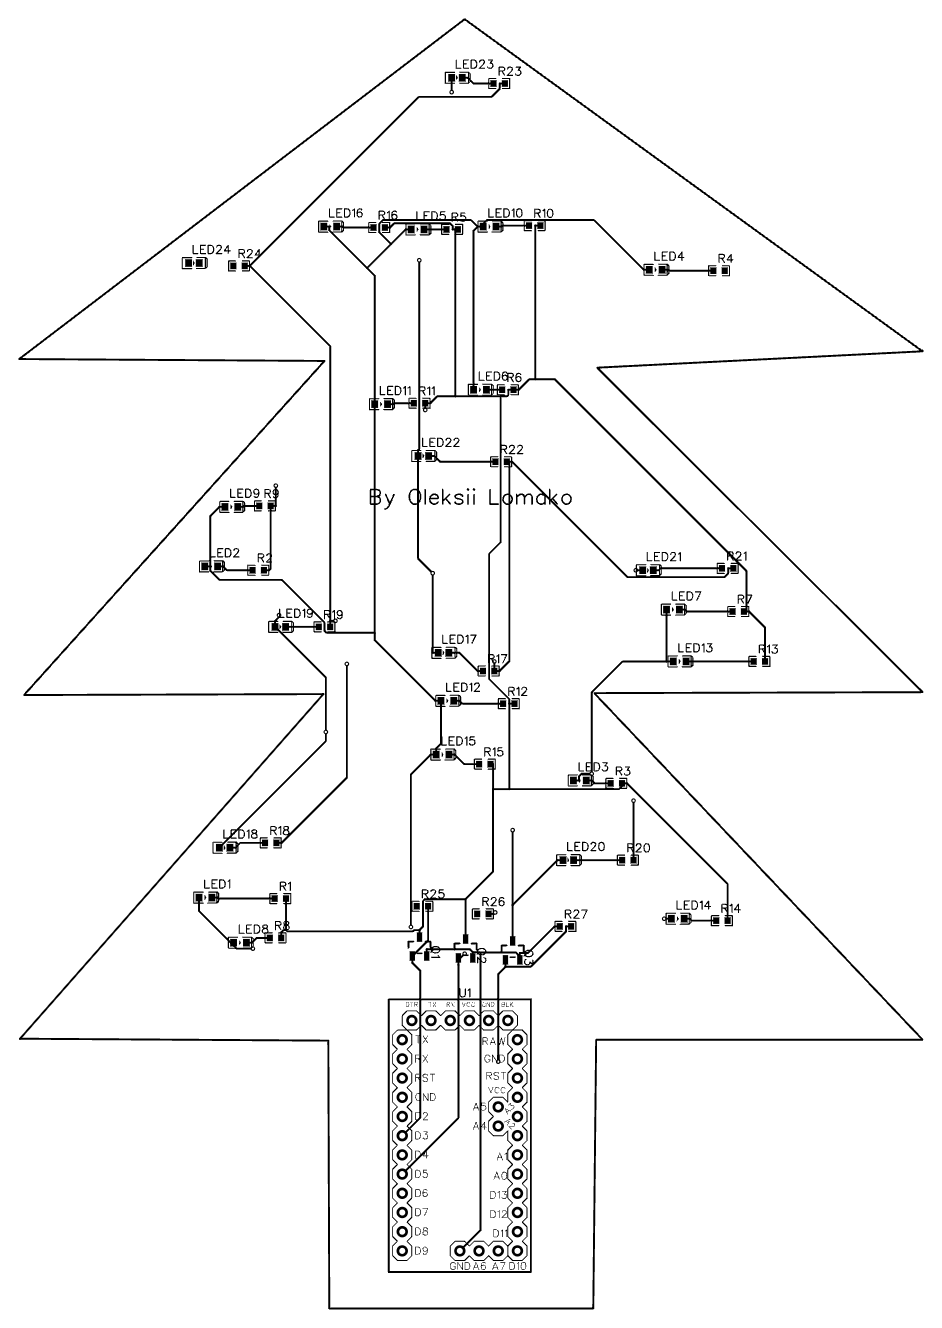 LED23
R23
LED16 R16 LED5 R5 LED10 R10
LED24 R24 LED4 R4
LED6 R6
LED11 R11
LED22 R22
By Oleksii Lomako
LED9 R9
LED2 R2 LED21 R21
LED7 R7
LED19 R19
LED17 R17 LED13 R13
LED12 R12
LED15 R15
LED3 R3
LED18 R18
LED20 R20
LED1 R1
R25 R26 LED14 R14
LED8 R8 R27
Q1 Q2 Q3
U1
DTR TX RX VCC GND BLK
TX RAW
RX GND
RST RST
VCC
GND A5 A3
D2 A4 A2
D3
D4 A1
D5 A0
D6 D13
D7 D12
D8 D11
D9
GND A6 A7 D10